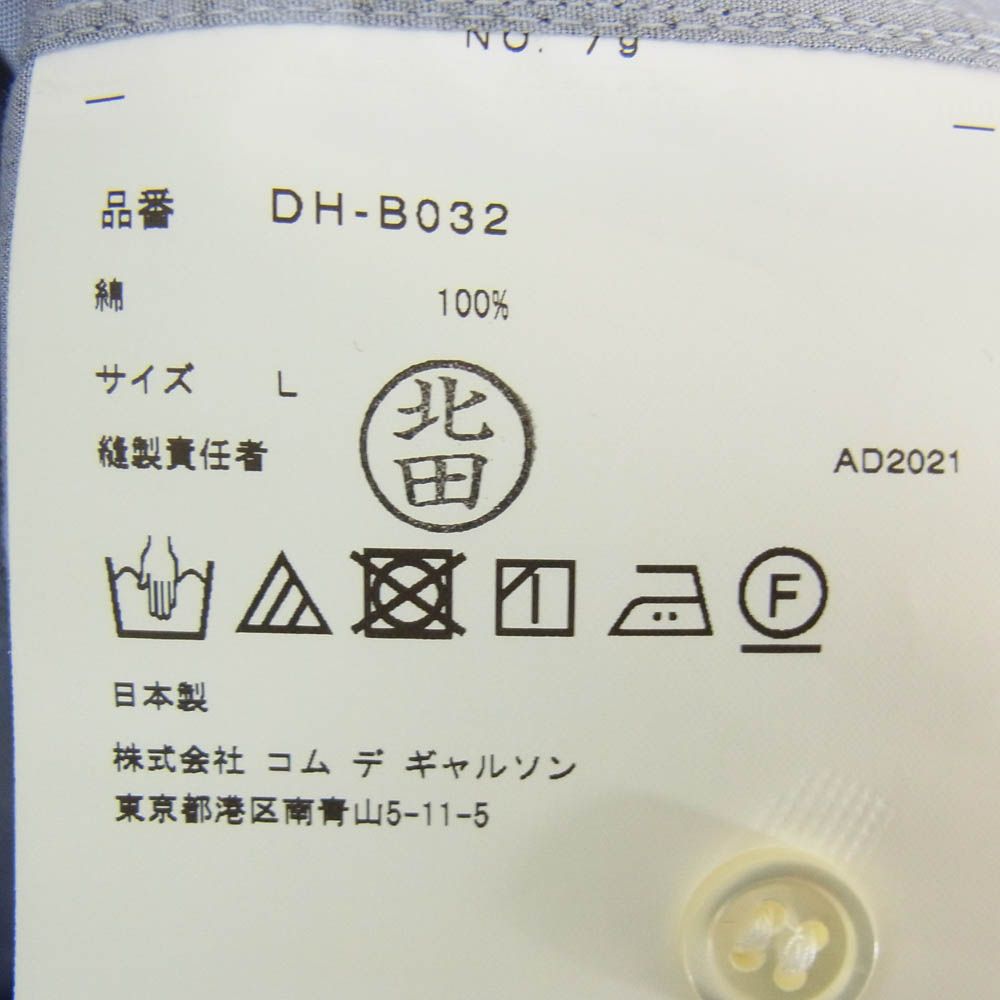 NO. 79
品番 DH-B032
綿 100%
サイズ L
北田
縫製責任者 AD2021
F
日本製
株式会社 コム デ ギャルソン
東京都港区南青山5-11-5